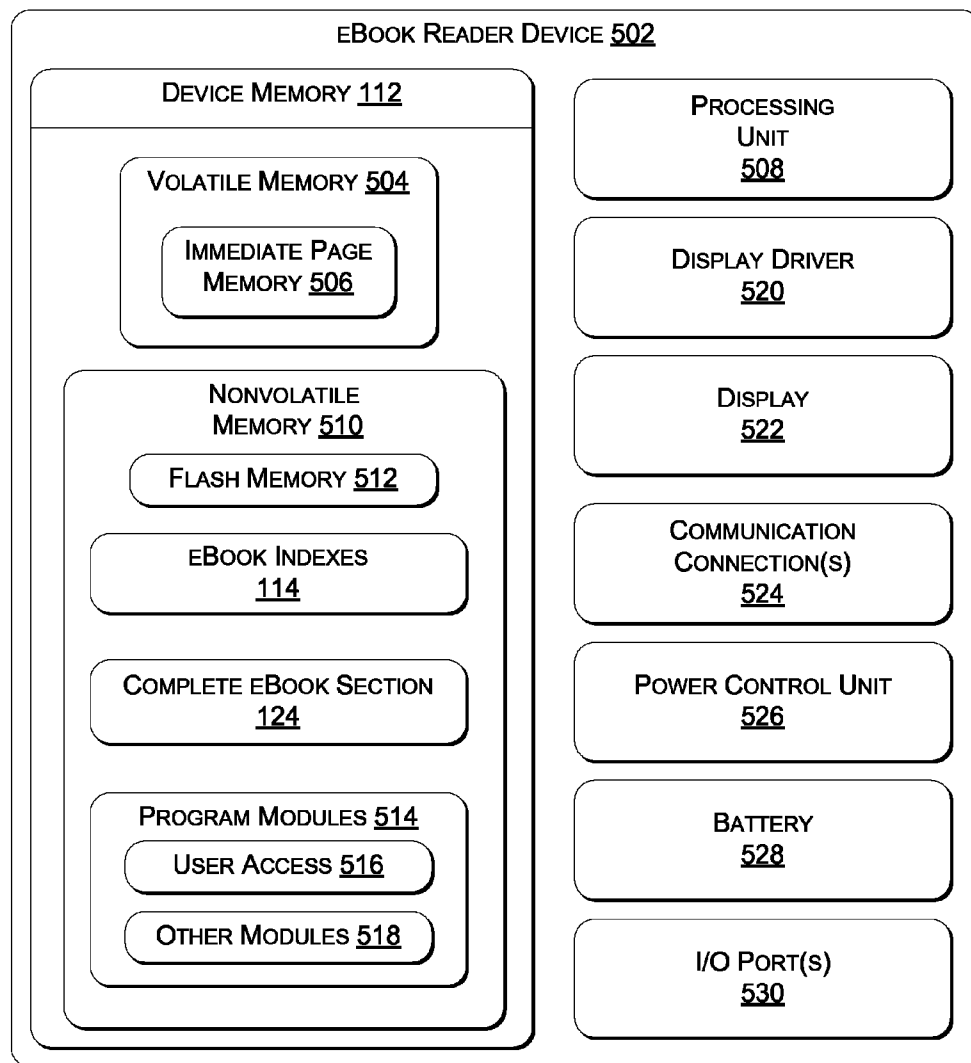 eBook Reader Device 502
Device Memory 112
Volatile Memory 504
Immediate Page
Memory 506
Nonvolatile
Memory 510
Flash Memory 512
eBook Indexes
114
Complete eBook Section
124
Program Modules 514
User Access 516
Other Modules 518
Processing
Unit
508
Display Driver
520
Display
522
Communication
Connection(s)
524
Power Control Unit
526
Battery
528
I/O Port(s)
530